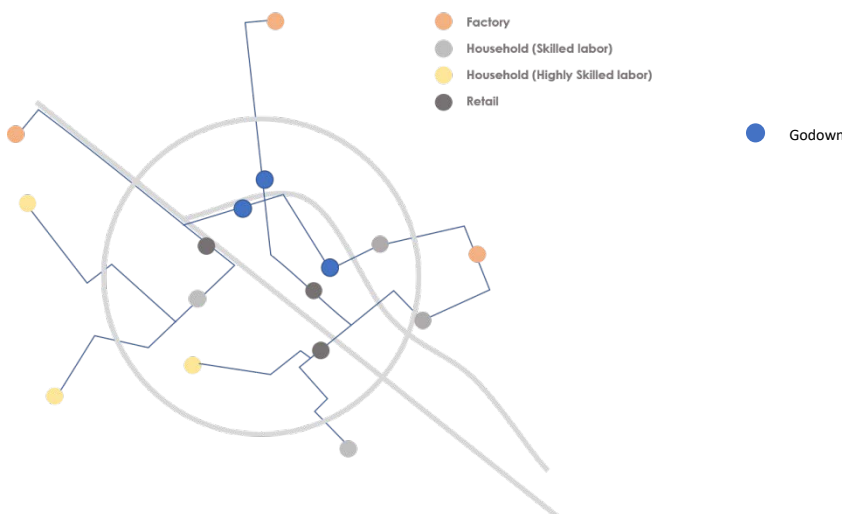 Factory
Household (Skilled labor)
Household (Highly Skilled labor)
Retail
Godown